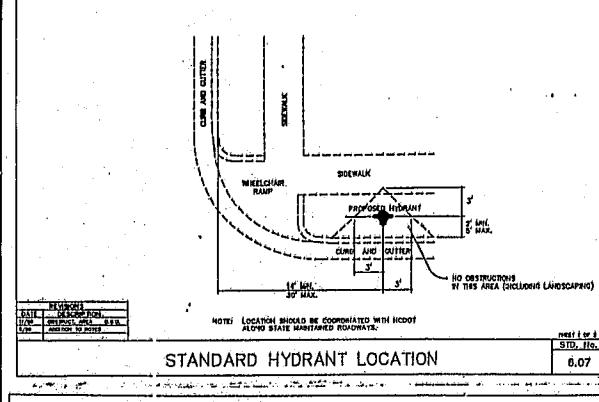 CURB AND GUTTER
SIDEWALK
SIDEWALK
WHEELCHAIR
RAMP
PROPOSED HYDRANT
3'
MIN.
6' MAX.
CURB AND GUTTER
3'
3'
NO OBSTRUCTIONS
IN THIS AREA (INCLUDING LANDSCAPING)
14' MIN.
30' MAX.
REVISIONS
DATE DESCRIPTION
NOTE: LOCATION SHOULD BE COORDINATED WITH NCDOT
ALONG STATE MAINTAINED ROADWAYS.
STANDARD HYDRANT LOCATION
STD. No.
6.07